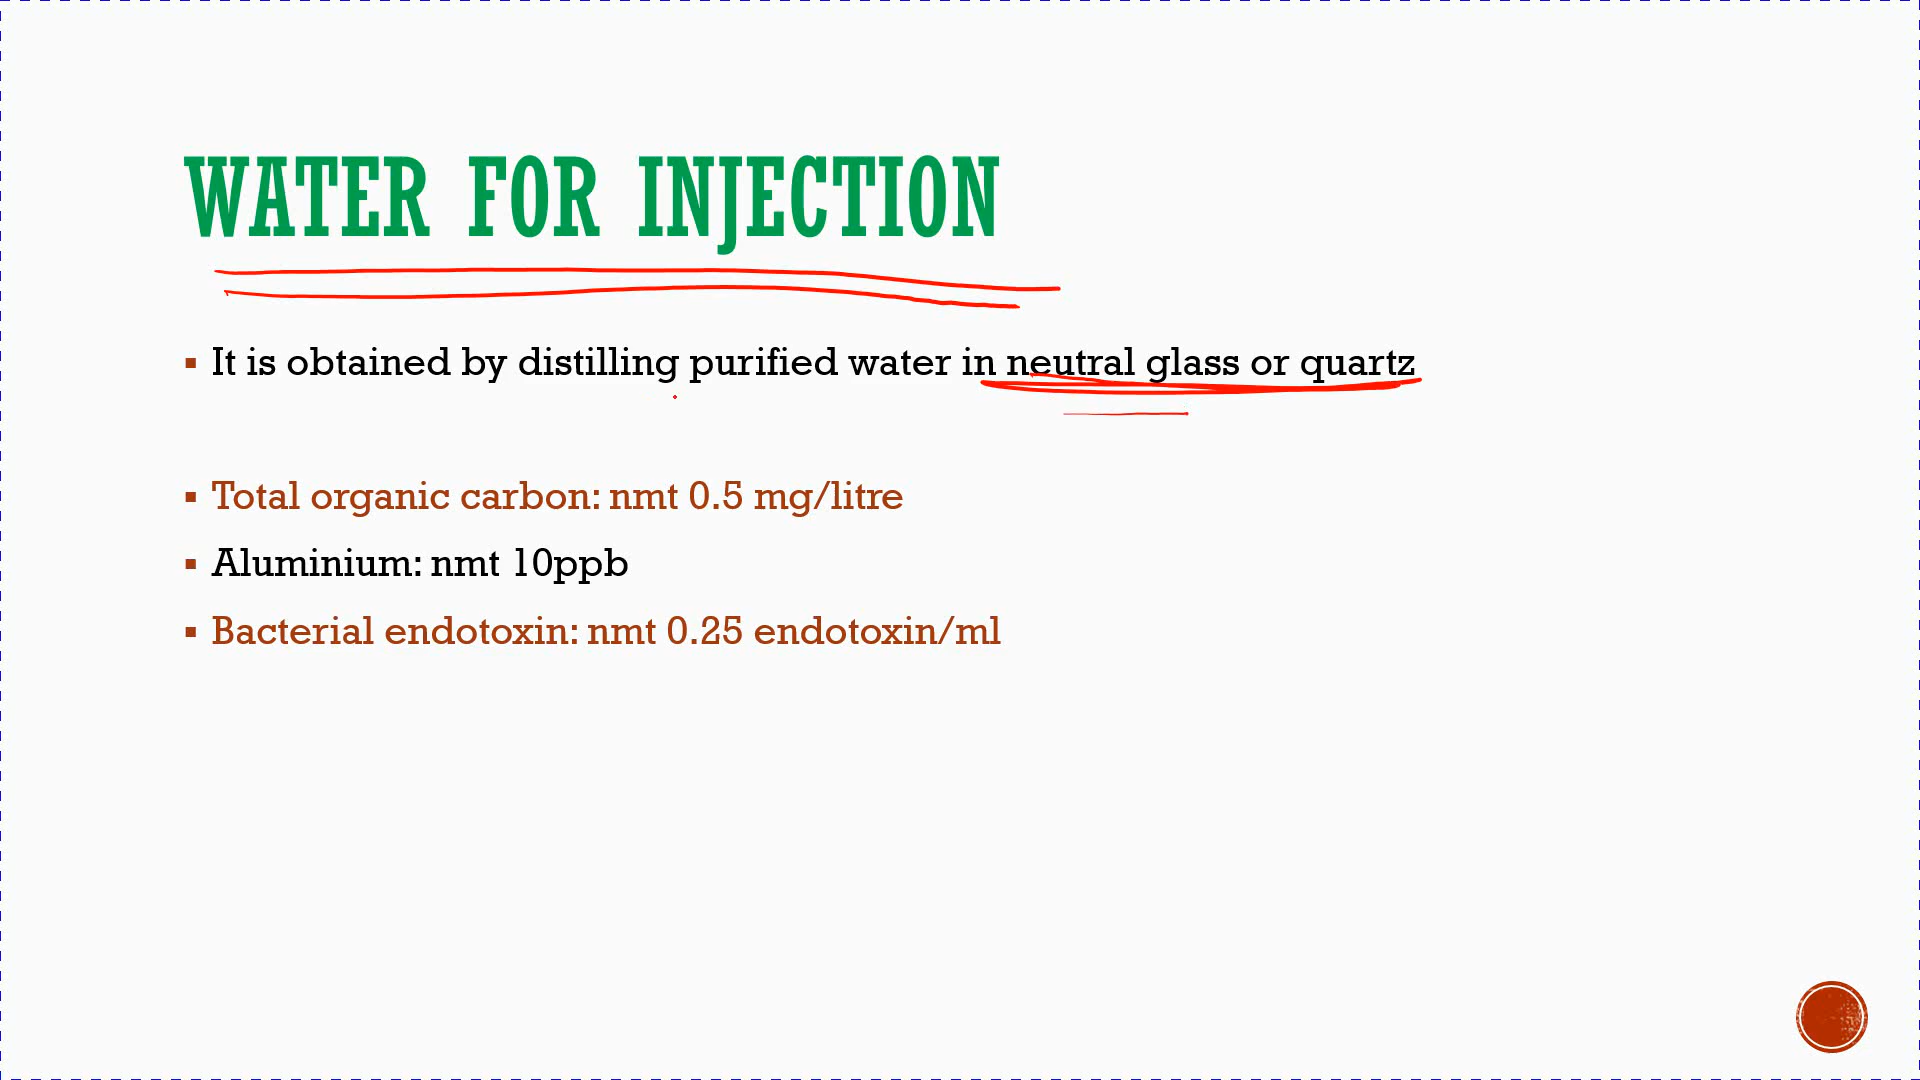 WATER FOR INJECTION
It is obtained by distilling purified water in neutral glass or quartz
Total organic carbon: nmt 0.5 mg/litre
Aluminium: nmt 10ppb
Bacterial endotoxin: nmt 0.25 endotoxin/ml